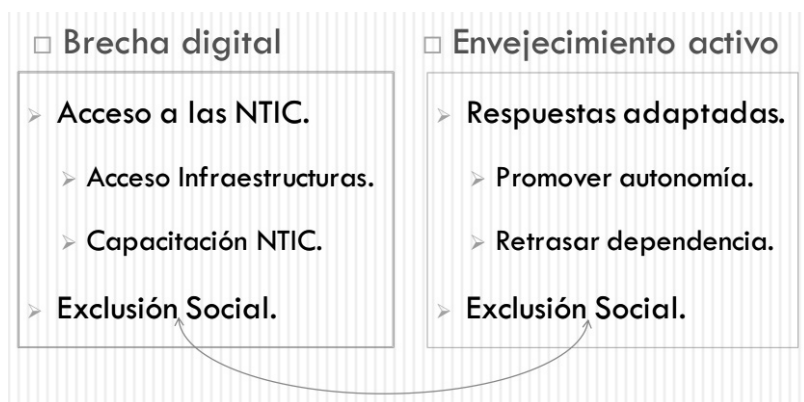 Brecha digital
Acceso a las NTIC.
Acceso Infraestructuras.
Capacitación NTIC.
Exclusión Social.
Envejecimiento activo
Respuestas adaptadas.
Promover autonomía.
Retrasar dependencia.
Exclusión Social.